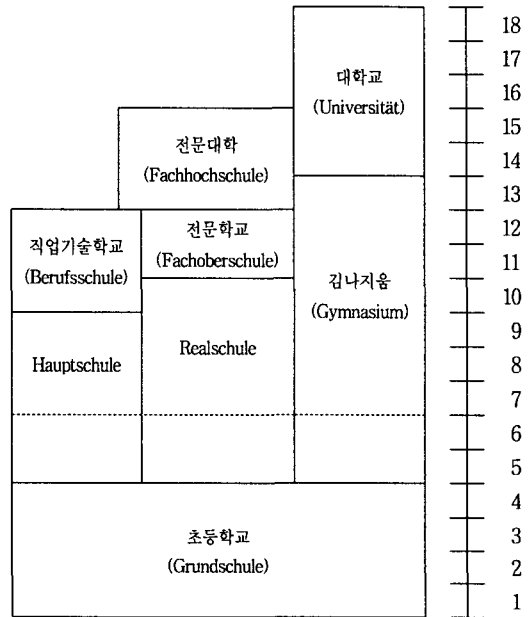 18
17
대학교
(Universität)
16
15
전문대학
(Fachhochschule)
14
13
직업기술학교
(Berufsschule)
전문학교
(Fachoberschule)
12
11
김나지움
(Gymnasium)
10
9
Hauptschule
Realschule
8
7
6
5
4
초등학교
(Grundschule)
3
2
1